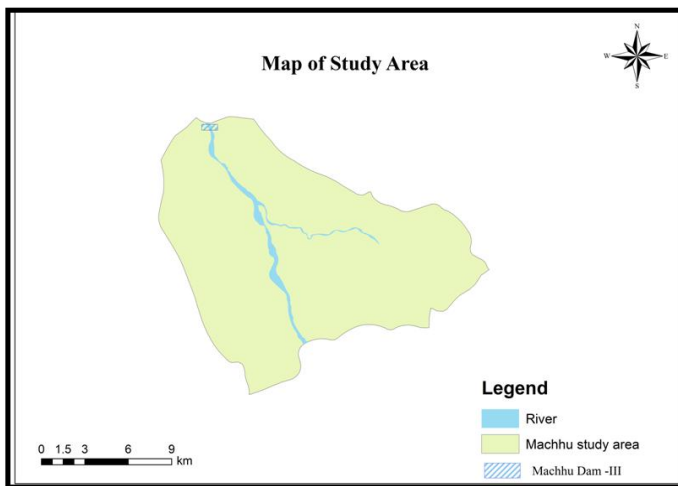 Map of Study Area
N
W E
S
Legend
River
Machhu study area
Machhu Dam -III
0 1.5 3 6 9
km